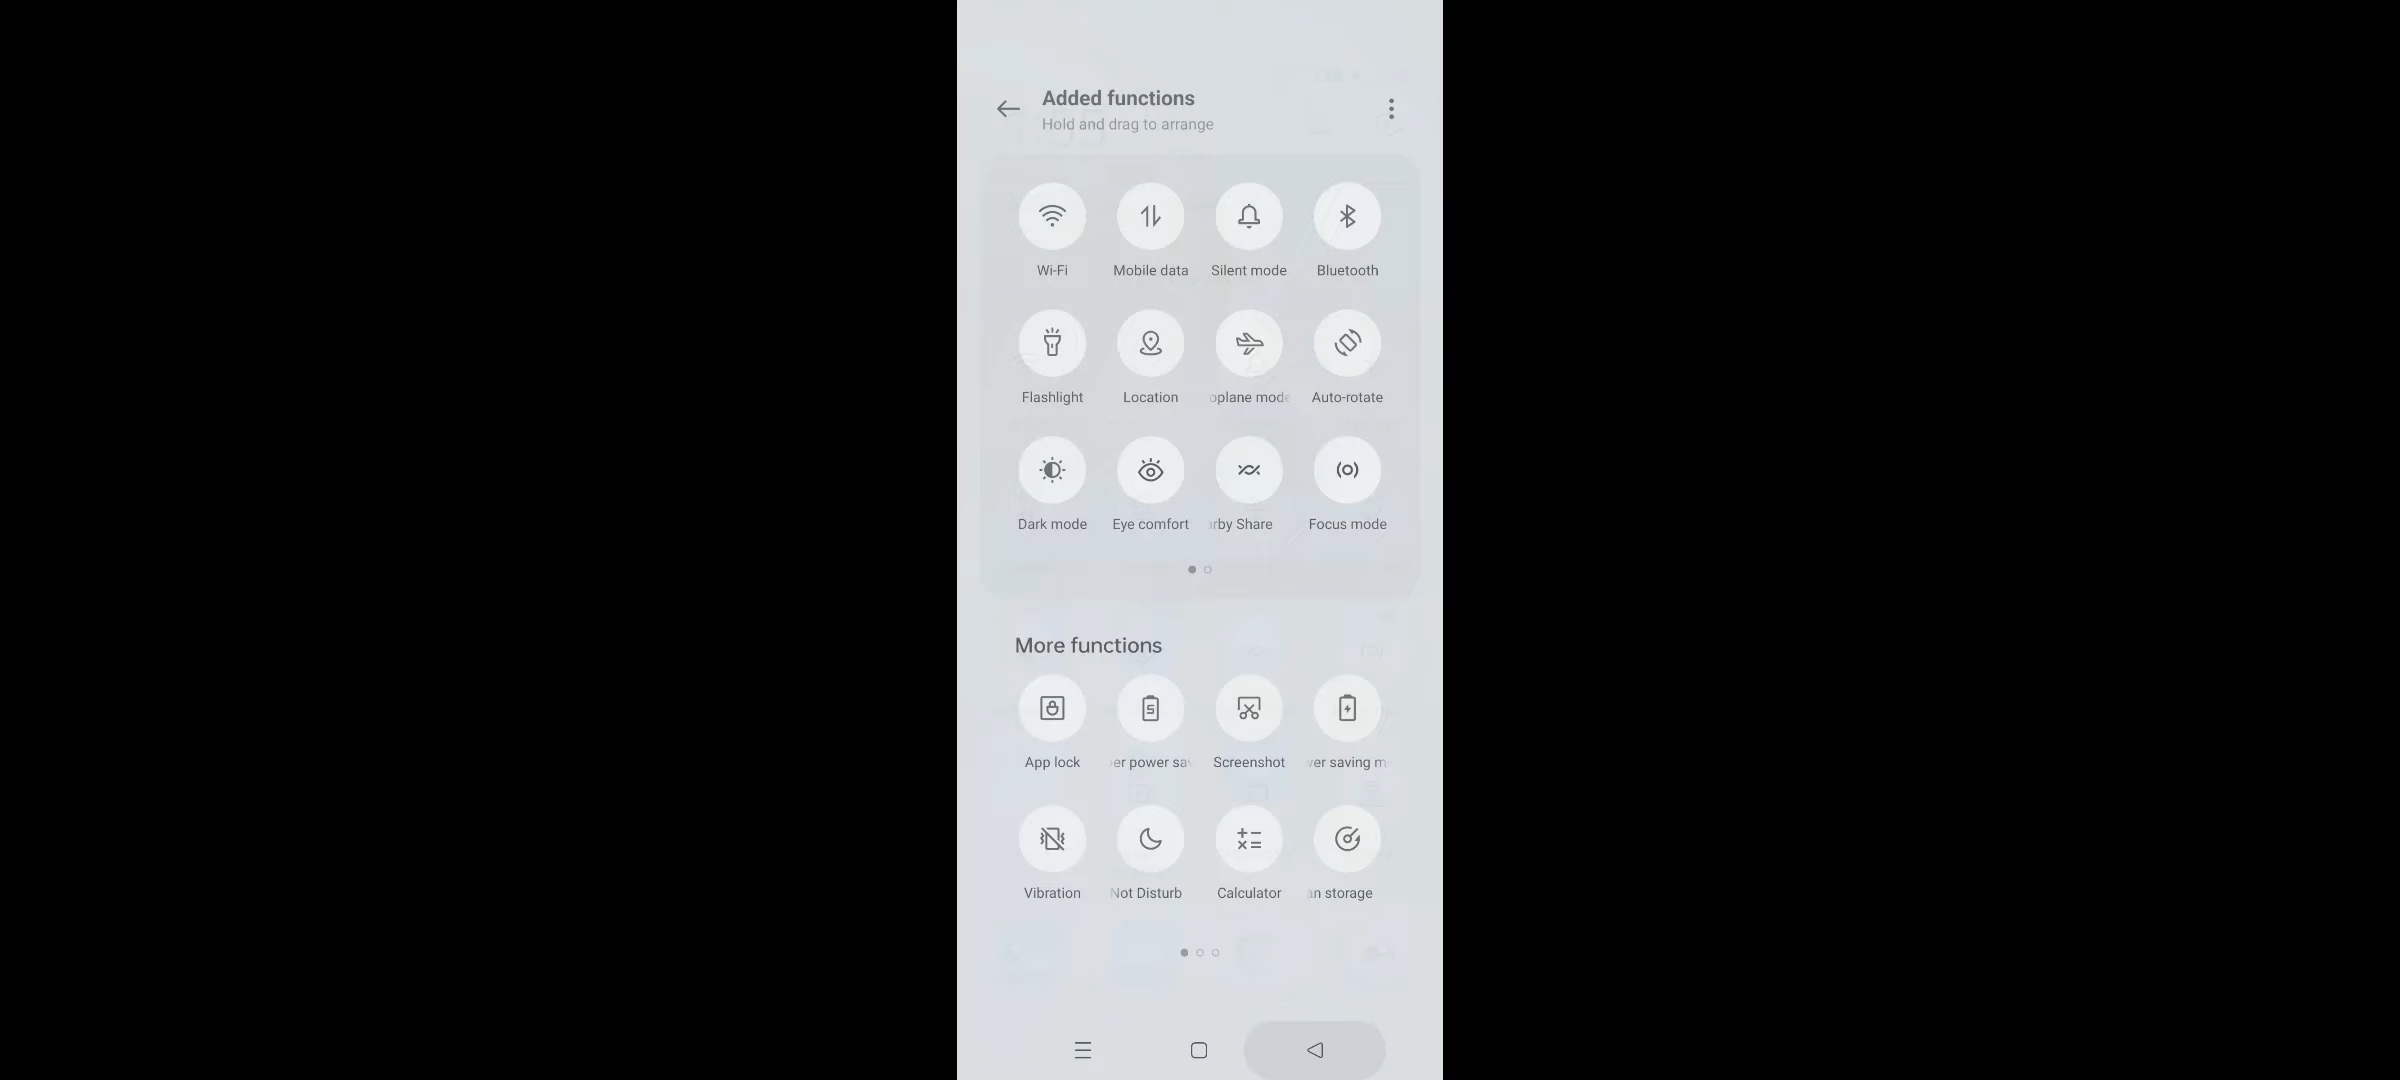 Added functions
Hold and drag to arrange
Wi-Fi Mobile data Silent mode Bluetooth
Flashlight Location oplane mode Auto-rotate
Dark mode Eye comfort rby Share Focus mode
More functions
App lock er power sav Screenshot ver saving m
Vibration Not Disturb Calculator an storage